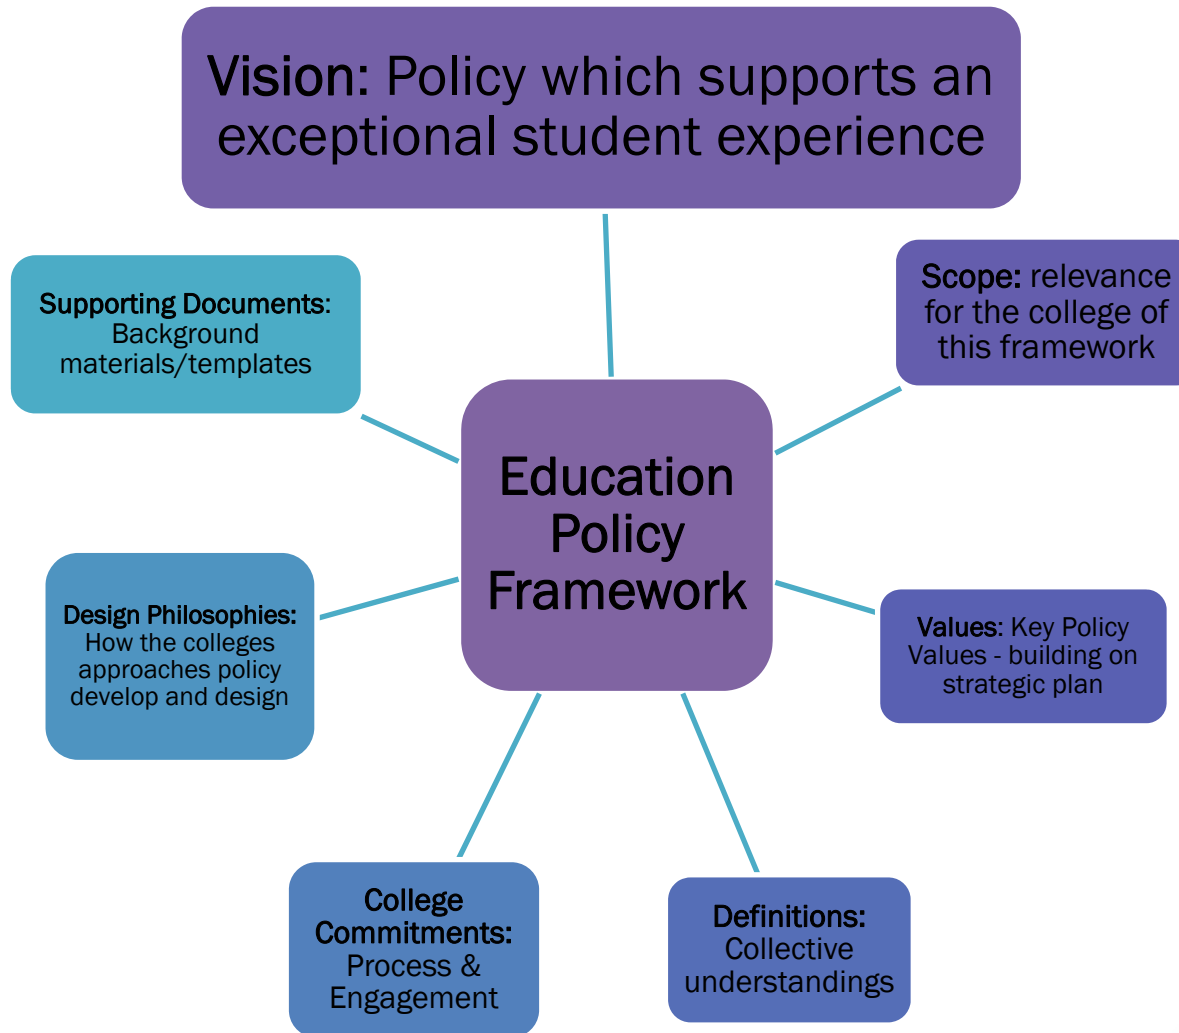 Vision: Policy which supports an
exceptional student experience
Supporting Documents:
Background
materials/templates
Scope: relevance
for the college of
this framework
Education
Policy
Framework
Design Philosophies:
How the colleges
approaches policy
develop and design
Values: Key Policy
Values - building on
strategic plan
College
Commitments:
Process &
Engagement
Definitions:
Collective
understandings